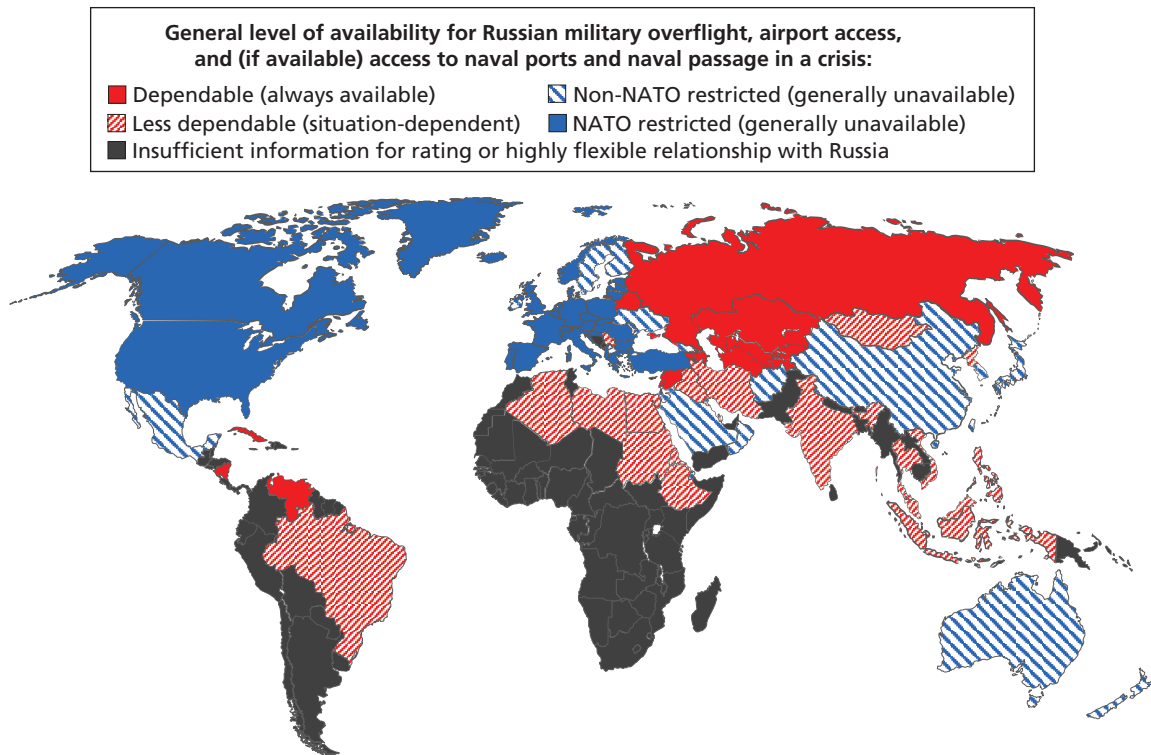 General level of availability for Russian military overflight, airport access,
and (if available) access to naval ports and naval passage in a crisis:
Dependable (always available)
Non-NATO restricted (generally unavailable)
Less dependable (situation-dependent)
NATO restricted (generally unavailable)
Insufficient information for rating or highly flexible relationship with Russia